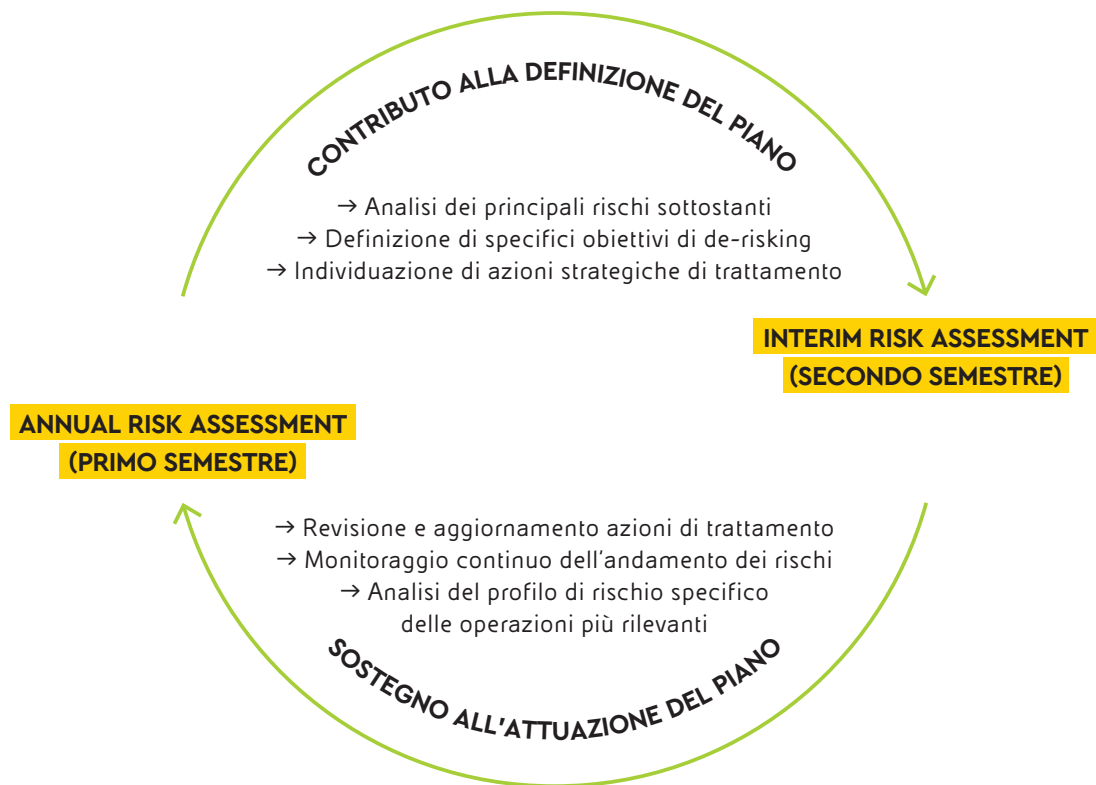 CONTRIBUTO ALLA DEFINIZIONE DEL PIANO
→ Analisi dei principali rischi sottostanti
→ Definizione di specifici obiettivi di de-risking
→ Individuazione di azioni strategiche di trattamento
INTERIM RISK ASSESSMENT
(SECONDO SEMESTRE)
ANNUAL RISK ASSESSMENT
(PRIMO SEMESTRE)
→ Revisione e aggiornamento azioni di trattamento
→ Monitoraggio continuo dell'andamento dei rischi
→ Analisi del profilo di rischio specifico
delle operazioni più rilevanti
SOSTEGNO ALL'ATTUAZIONE DEL PIANO